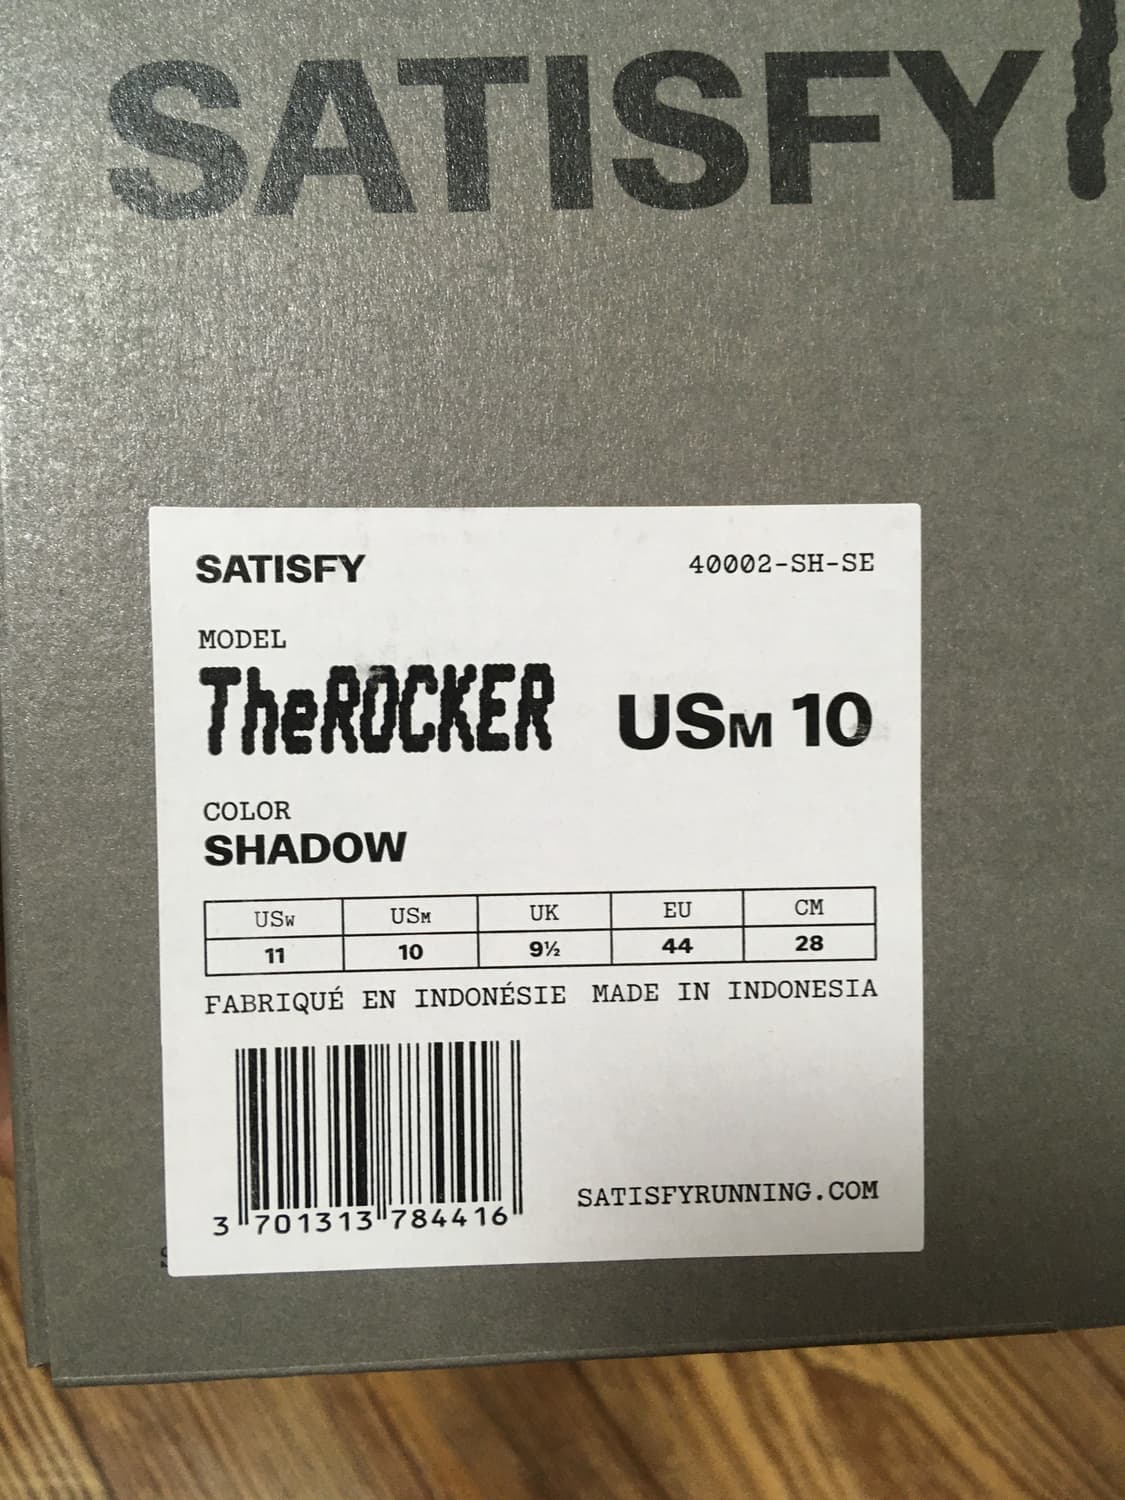 SATISFY
SATISFY
40002-SH-SE
MODEL
TheROCKER
USM 10
COLOR
SHADOW
USW USM UK EU CM
11 10 9½ 44 28
FABRIQUÉ EN INDONÉSIE MADE IN INDONESIA
3 701313 784416
SATISFYRUNNING.COM